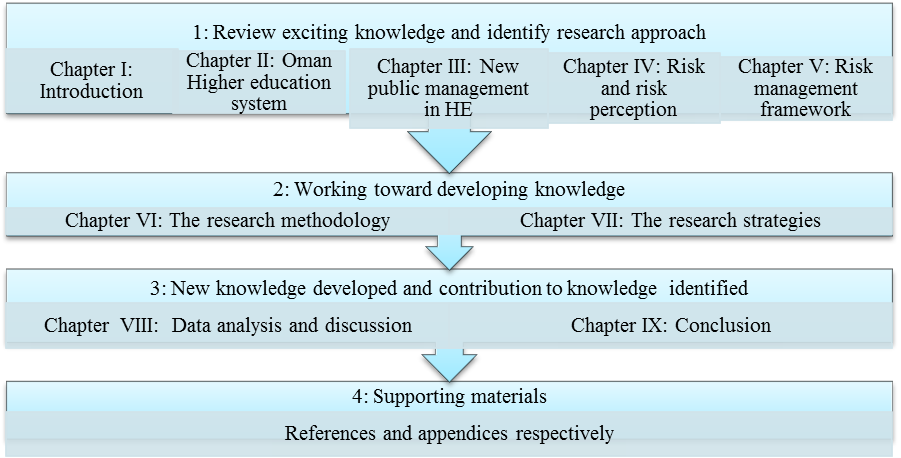 1: Review exciting knowledge and identify research approach
Chapter I:
Introduction
Chapter II: Oman
Higher education
system
Chapter III: New
public management
in HE
Chapter IV: Risk
and risk
perception
Chapter V: Risk
management
framework
2: Working toward developing knowledge
Chapter VI: The research methodology
Chapter VII: The research strategies
3: New knowledge developed and contribution to knowledge identified
Chapter VIII: Data analysis and discussion
Chapter IX: Conclusion
4: Supporting materials
References and appendices respectively